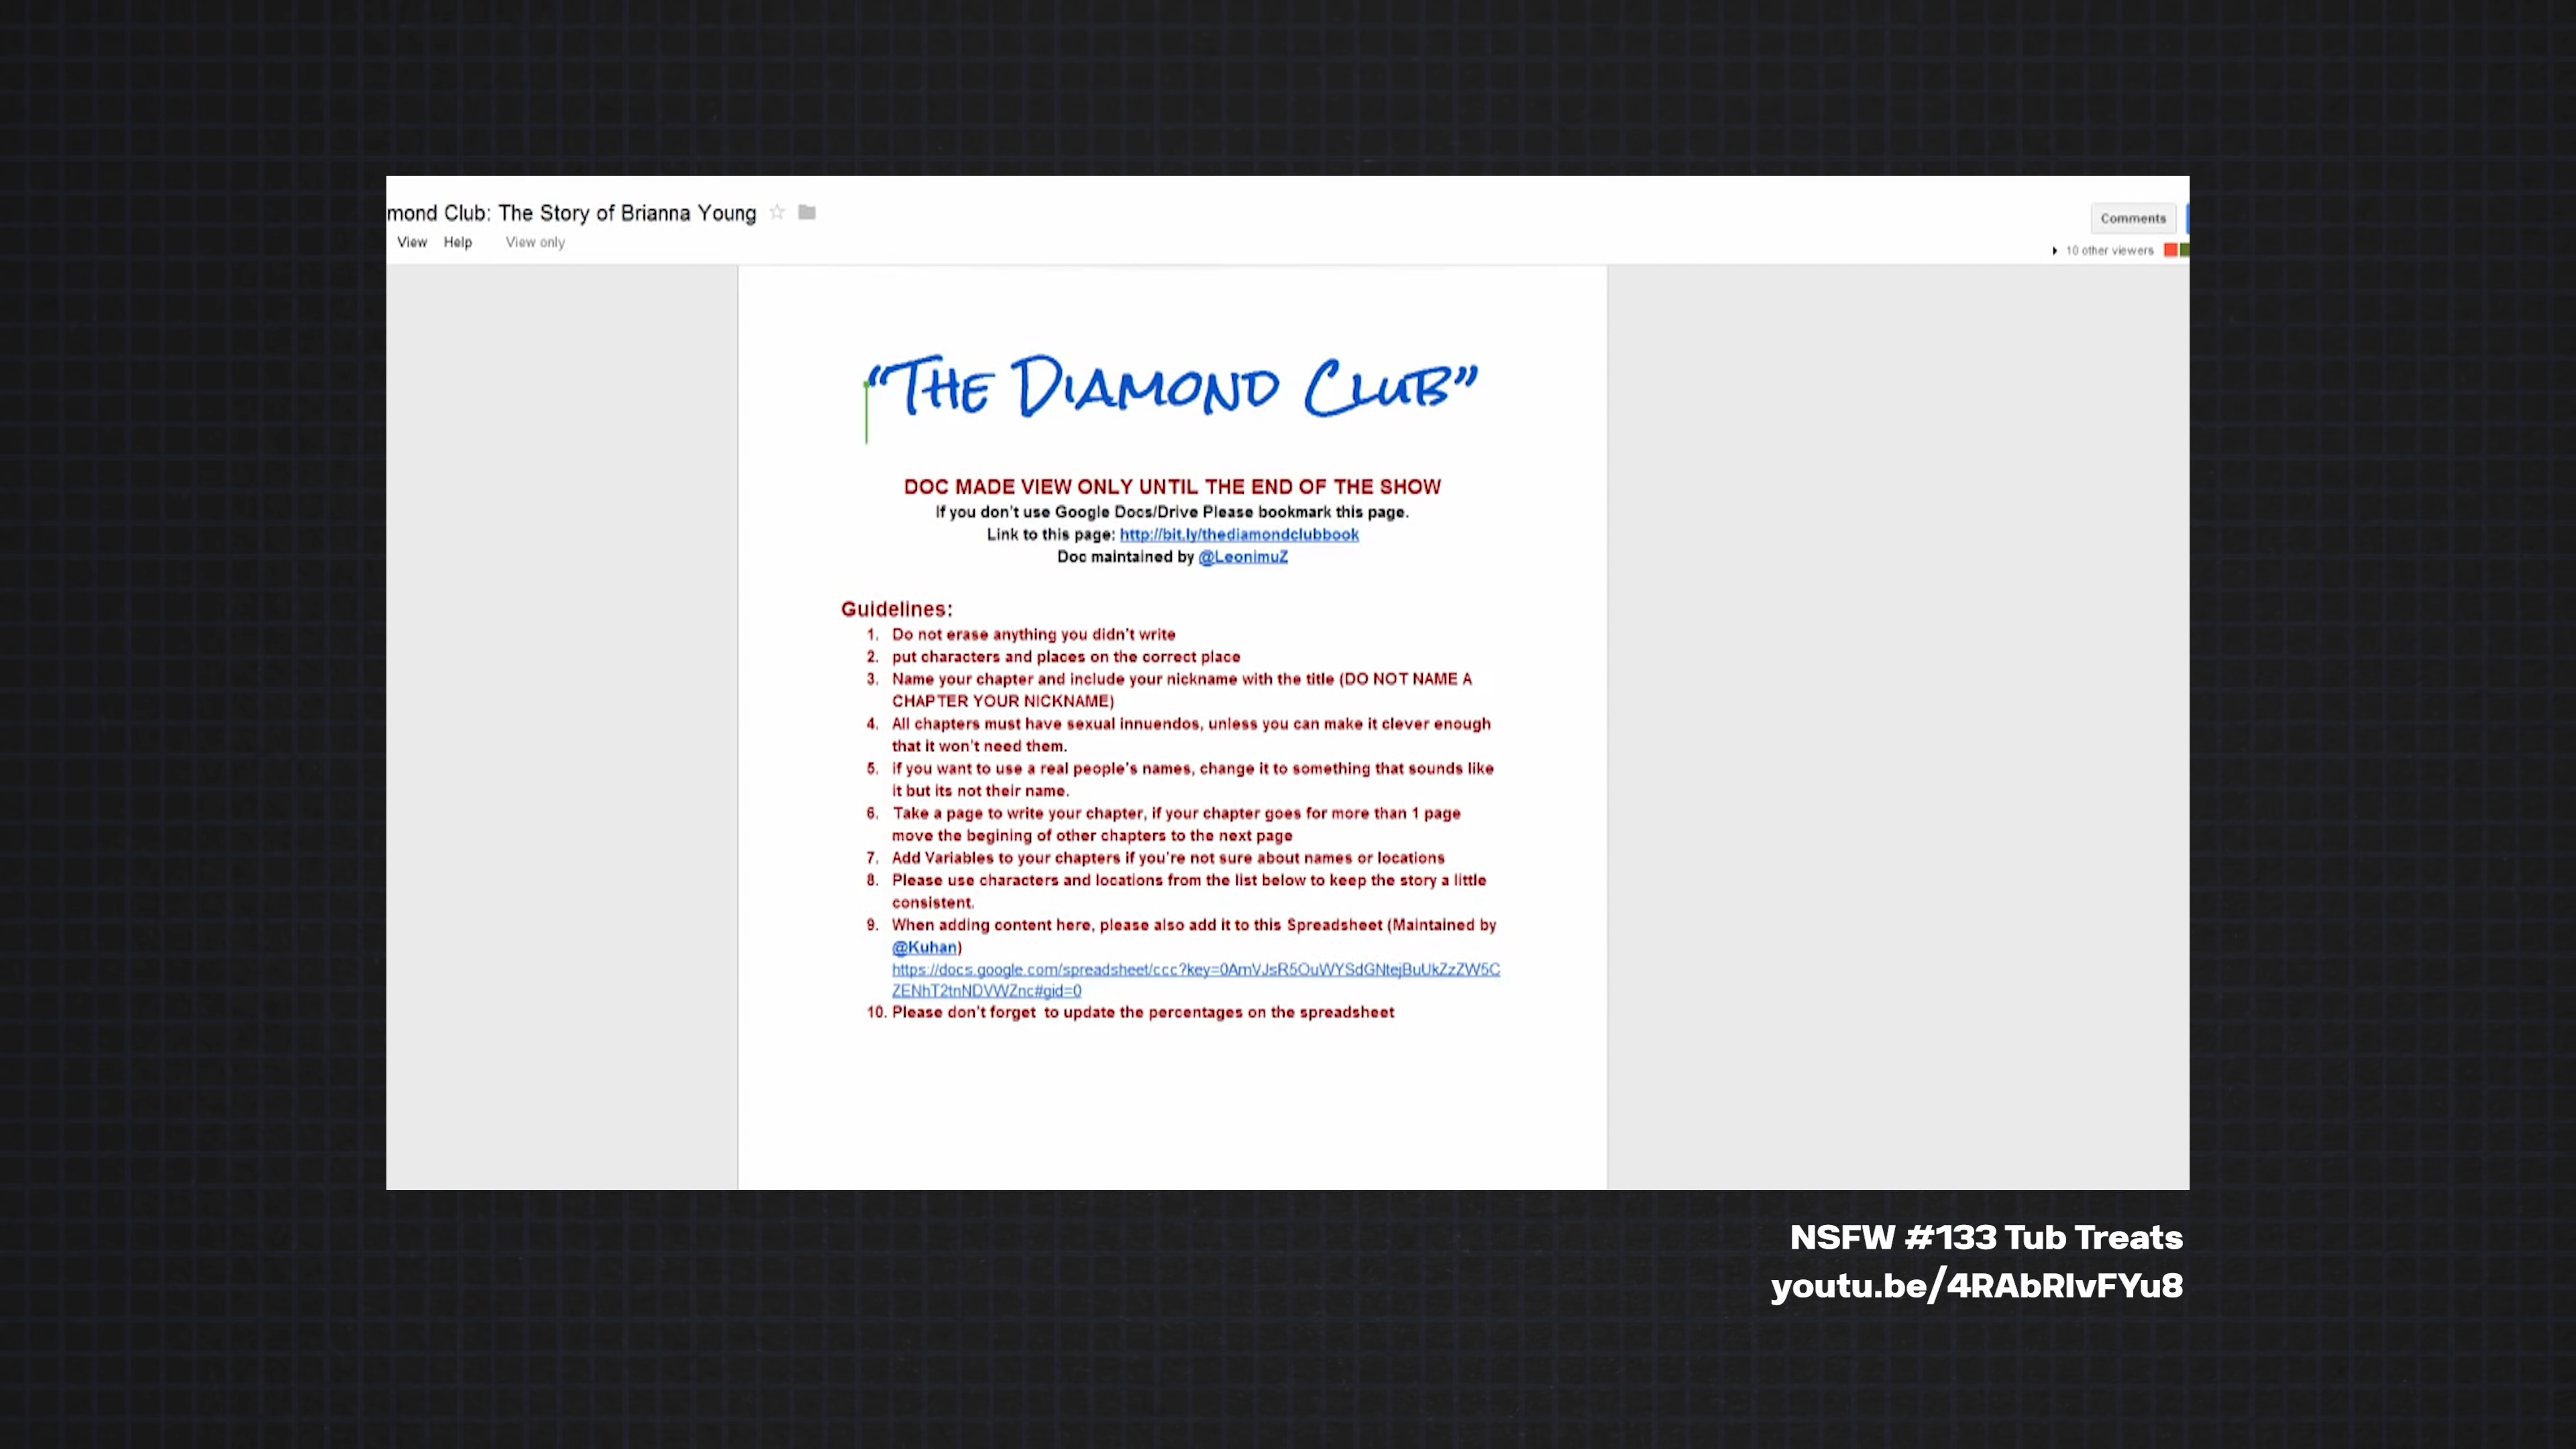 mond Club: The Story of Brianna Young
View Help View only
Comments
10 other viewers
“The Diamond Club”
DOC MADE VIEW ONLY UNTIL THE END OF THE SHOW
If you don't use Google Docs/Drive Please bookmark this page.
Link to this page: http://bit.ly/thediamondclubbook
Doc maintained by @LeonimuZ
Guidelines:
1. Do not erase anything you didn't write
2. put characters and places on the correct place
3. Name your chapter and include your nickname with the title (DO NOT NAME A
CHAPTER YOUR NICKNAME)
4. All chapters must have sexual innuendos, unless you can make it clever enough
that it won't need them.
5. if you want to use a real people's names, change it to something that sounds like
it but its not their name.
6. Take a page to write your chapter, if your chapter goes for more than 1 page
move the begining of other chapters to the next page
7. Add Variables to your chapters if you're not sure about names or locations
8. Please use characters and locations from the list below to keep the story a little
consistent.
9. When adding content here, please also add it to this Spreadsheet (Maintained by
@Kuhan)
https://docs.google.com/spreadsheet/ccc?key=0AmVJsR5OuWYSdGNtejBuUkZzZW5C
ZENhT2tnNDVWZnc#gid=0
10. Please don't forget to update the percentages on the spreadsheet
NSFW #133 Tub Treats
youtu.be/4RAbRIvFYu8